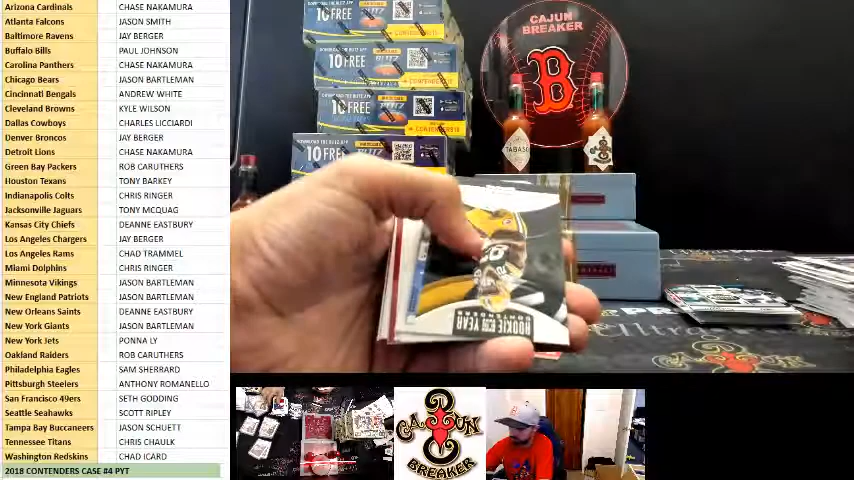 Arizona Cardinals CHASE NAKAMURA
Atlanta Falcons JASON SMITH
Baltimore Ravens JAY BERGER
Buffalo Bills PAUL JOHNSON
Carolina Panthers CHASE NAKAMURA
Chicago Bears JASON BARTLEMAN
Cincinnati Bengals ANDREW WHITE
Cleveland Browns KYLE WILSON
Dallas Cowboys CHARLES LICCIARDI
Denver Broncos JAY BERGER
Detroit Lions CHASE NAKAMURA
Green Bay Packers ROB CARUTHERS
Houston Texans TONY BARKEY
Indianapolis Colts CHRIS RINGER
Jacksonville Jaguars TONY MCQUAG
Kansas City Chiefs DEANNE EASTBURY
Los Angeles Chargers JAY BERGER
Los Angeles Rams CHAD TRAMMEL
Miami Dolphins CHRIS RINGER
Minnesota Vikings JASON BARTLEMAN
New England Patriots JASON BARTLEMAN
New Orleans Saints DEANNE EASTBURY
New York Giants JASON BARTLEMAN
New York Jets PONNA LY
Oakland Raiders ROB CARUTHERS
Philadelphia Eagles SAM SHERRARD
Pittsburgh Steelers ANTHONY ROMANELLO
San Francisco 49ers SETH GODDING
Seattle Seahawks SCOTT RIPLEY
Tampa Bay Buccaneers JASON SCHUETT
Tennessee Titans CHRIS CHAULK
Washington Redskins CHAD ICARD
2018 CONTENDERS CASE #4 PYT
10 FREE
10 FREE
10 FREE
10 FREE
CAJUN
BREAKER
B
TABASCO
ROOKIE OF THE YEAR
CONTENDERS
CAJUN
BREAKER